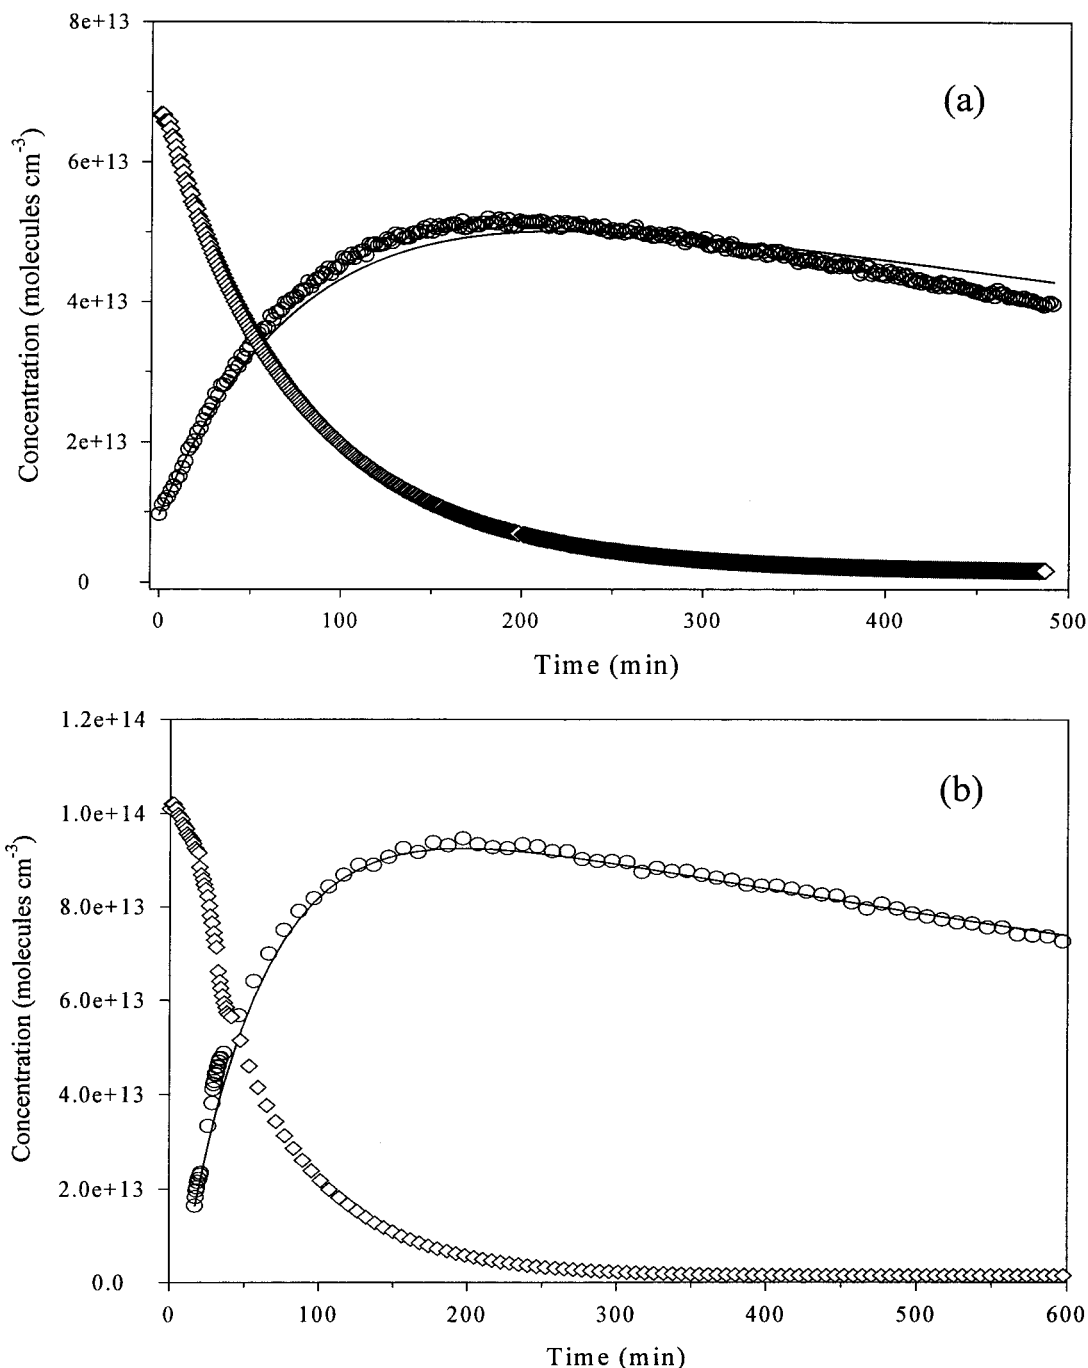 8e+13
6e+13
4e+13
2e+13
0
Concentration (molecules cm⁻³)
(a)
0 100 200 300 400 500
Time (min)
1.2e+14
1.0e+14
8.0e+13
6.0e+13
4.0e+13
2.0e+13
0.0
Concentration (molecules cm⁻³)
(b)
0 100 200 300 400 500 600
Time (min)